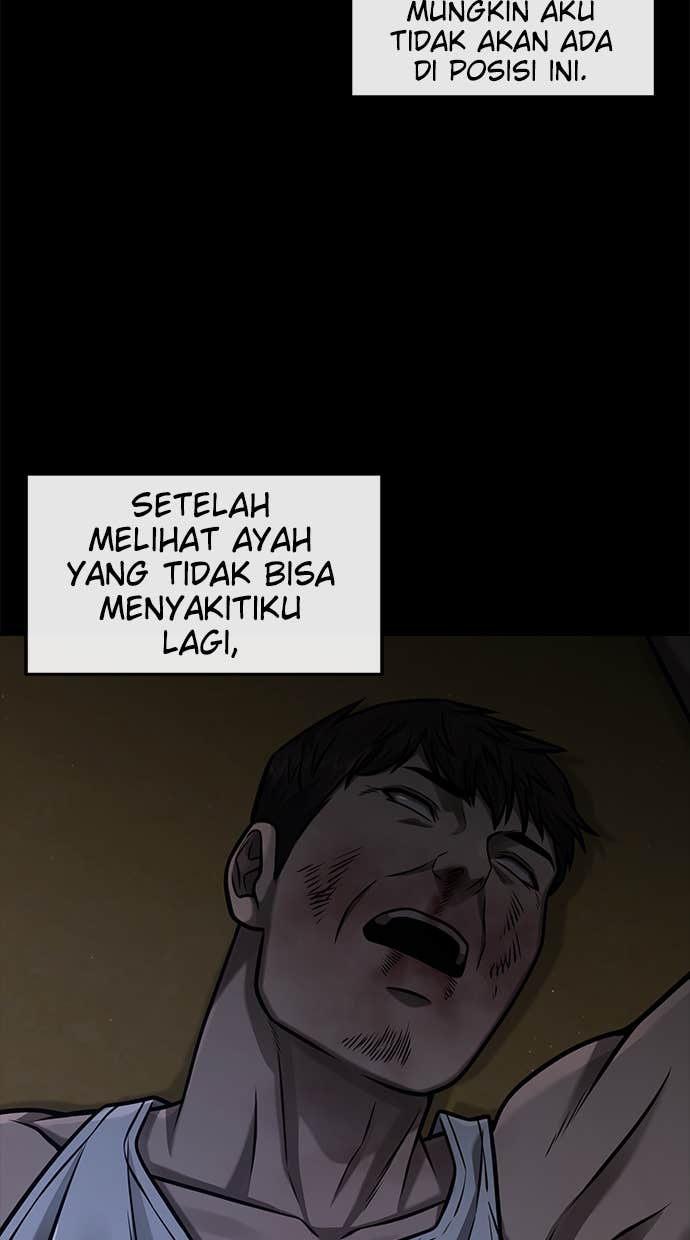 MUNGKIN AKU
TIDAK AKAN ADA
DI POSISI INI.
SETELAH
MELIHAT AYAH
YANG TIDAK BISA
MENYAKITIKU
LAGI,